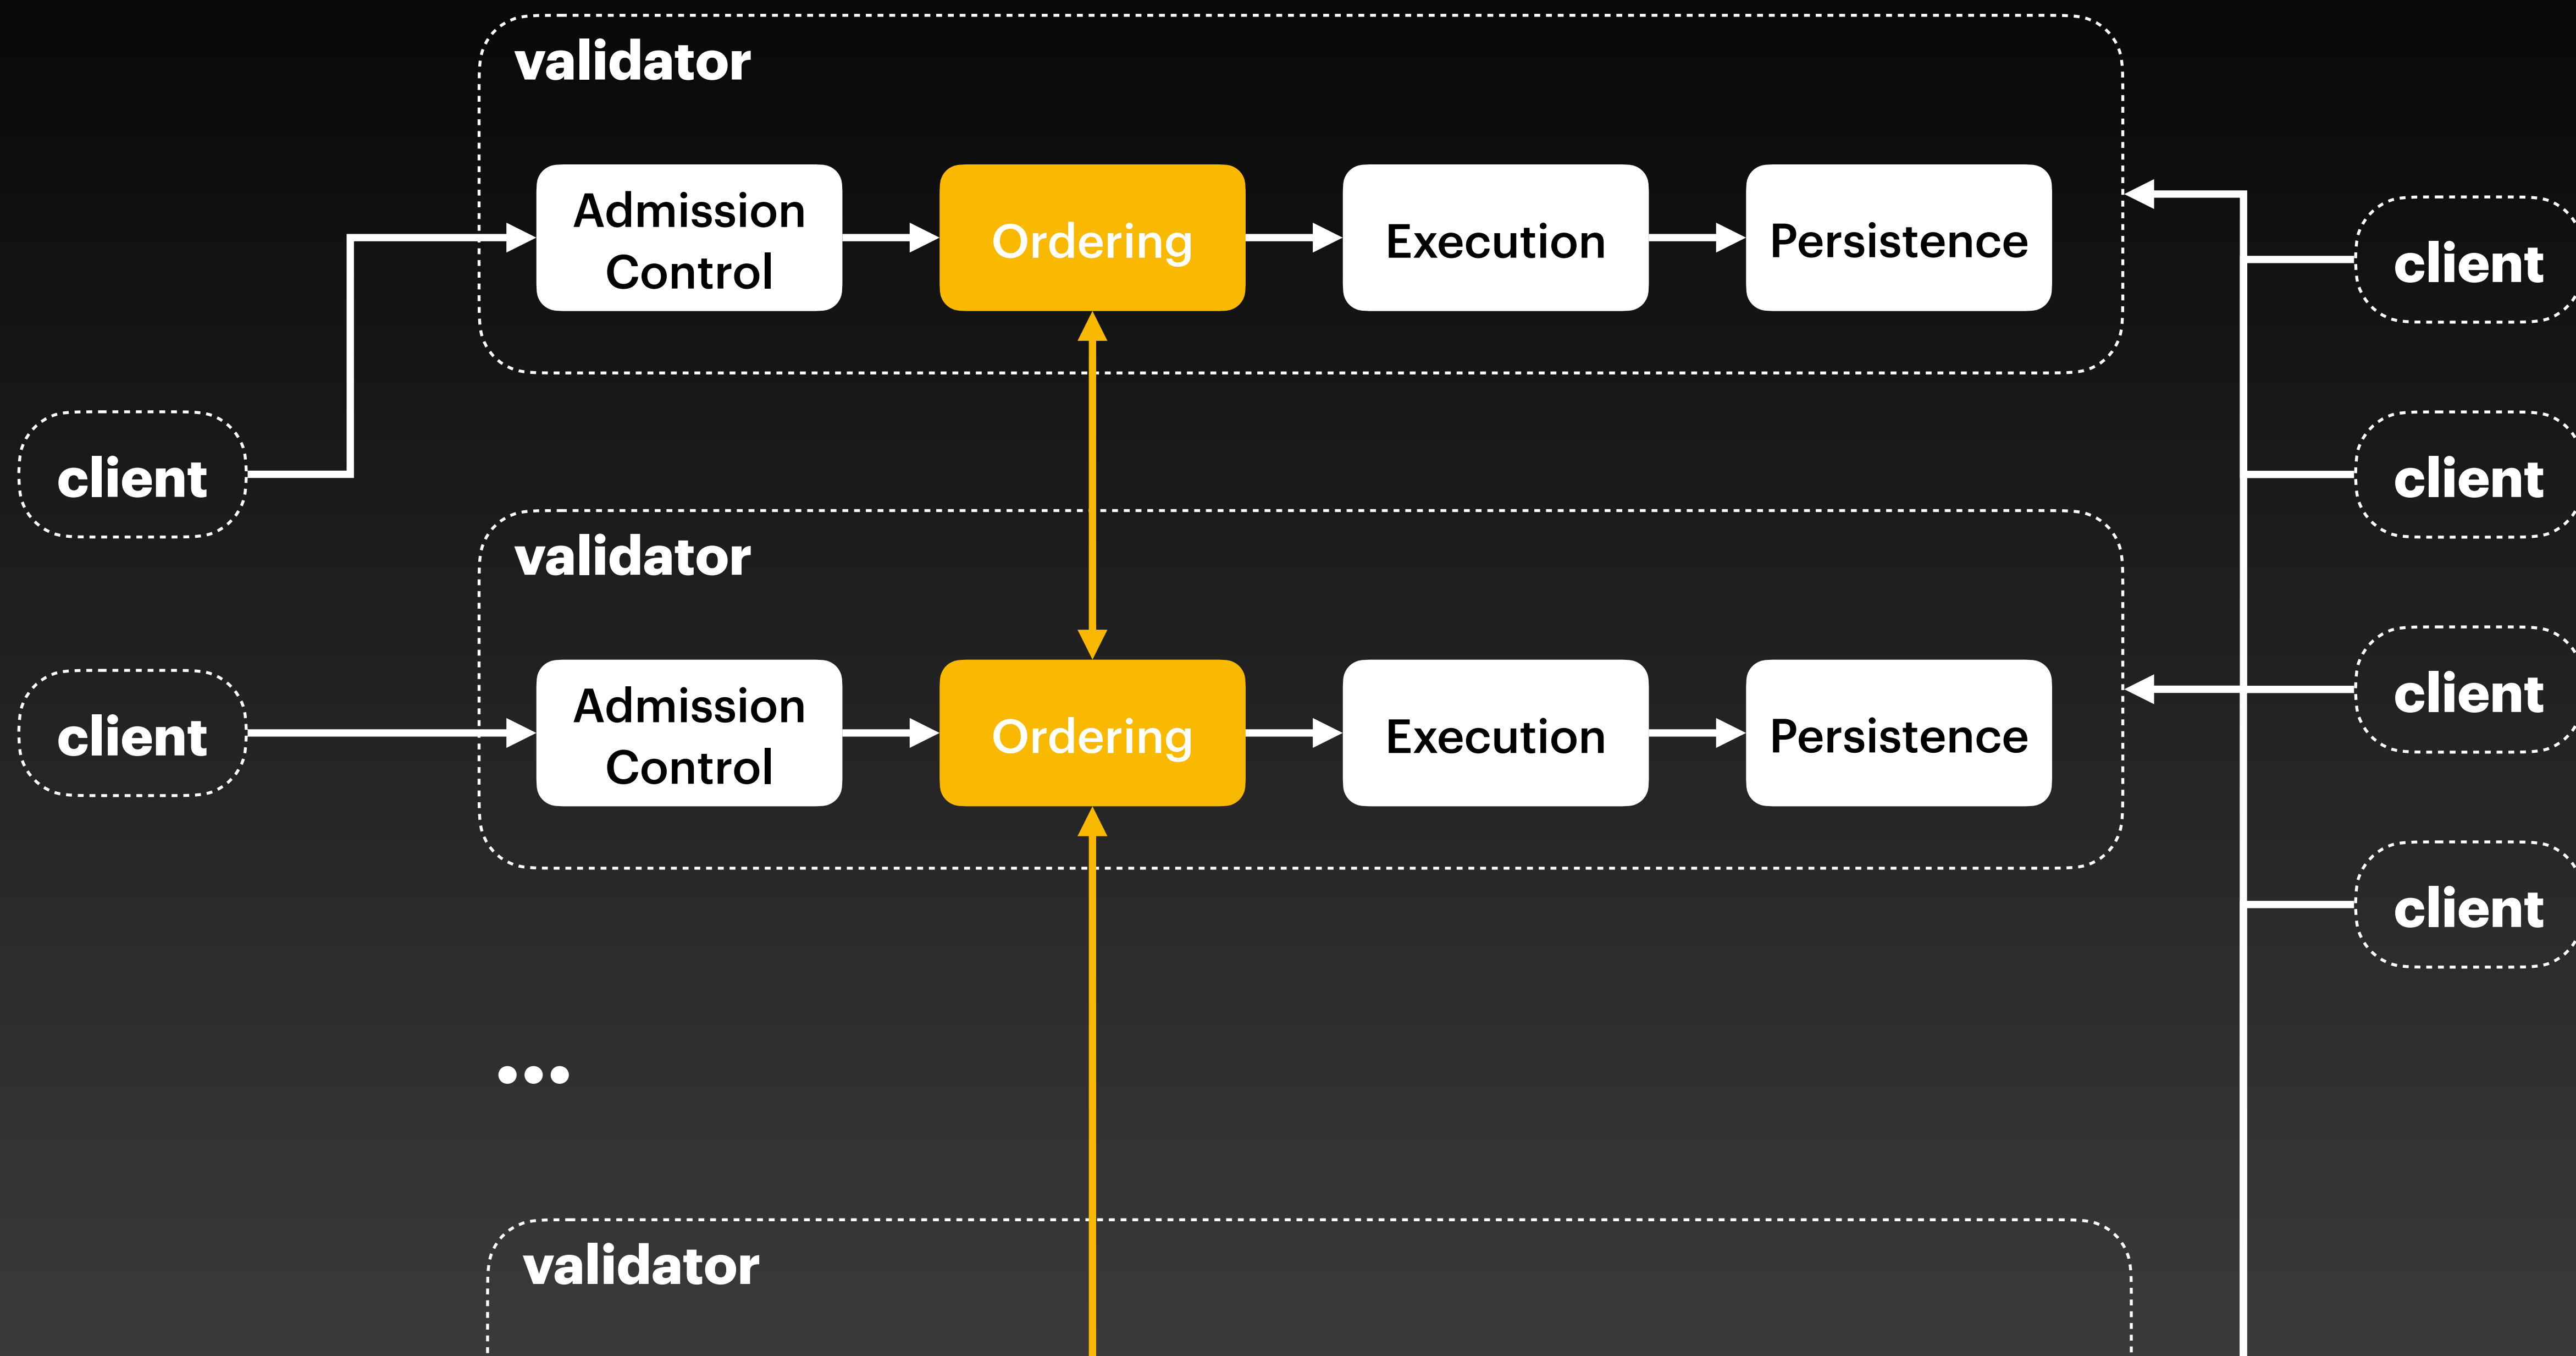 validator
Admission
Control
Ordering
Execution
Persistence
client
client
client
validator
Admission
Control
Ordering
Execution
Persistence
client
client
client
...
validator